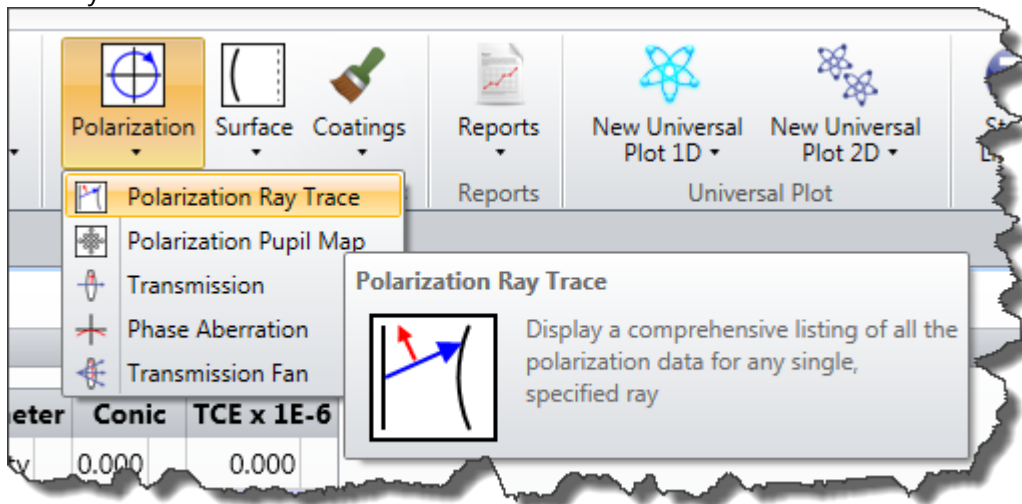 Polarization Surface Coatings Reports New Universal Plot 1D New Universal Plot 2D
Reports Universal Plot
Polarization Ray Trace
Polarization Pupil Map
Transmission
Phase Aberration
Transmission Fan
Polarization Ray Trace
Display a comprehensive listing of all the
polarization data for any single,
specified ray
Conic TCE x 1E-6
0.000 0.000